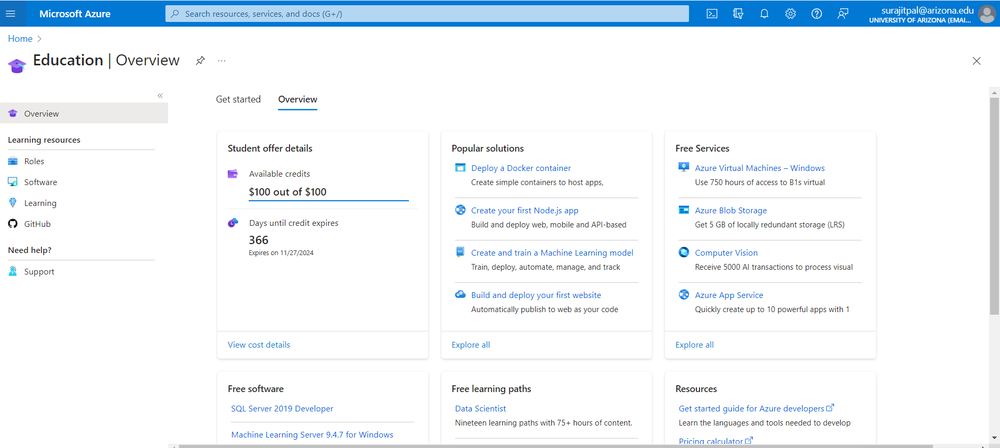 Microsoft Azure
Search resources, services, and docs (G+/)
surajitpal@arizona.edu
UNIVERSITY OF ARIZONA (EMAI...
Home
Education | Overview
...
Overview
Learning resources
Roles
Software
Learning
GitHub
Need help?
Support
Get started
Overview
Student offer details
Available credits
$100 out of $100
Days until credit expires
366
Expires on 11/27/2024
View cost details
Popular solutions
Deploy a Docker container
Create simple containers to host apps,
Create your first Node.js app
Build and deploy web, mobile and API-based
Create and train a Machine Learning model
Train, deploy, automate, manage, and track
Build and deploy your first website
Automatically publish to web as your code
Explore all
Free Services
Azure Virtual Machines – Windows
Use 750 hours of access to B1s virtual
Azure Blob Storage
Get 5 GB of locally redundant storage (LRS)
Computer Vision
Receive 5000 AI transactions to process visual
Azure App Service
Quickly create up to 10 powerful apps with 1
Explore all
Free software
SQL Server 2019 Developer
Machine Learning Server 9.4.7 for Windows
Free learning paths
Data Scientist
Nineteen learning paths with 75+ hours of content.
Resources
Get started guide for Azure developers
Learn the languages and tools needed to develop
Pricing calculator